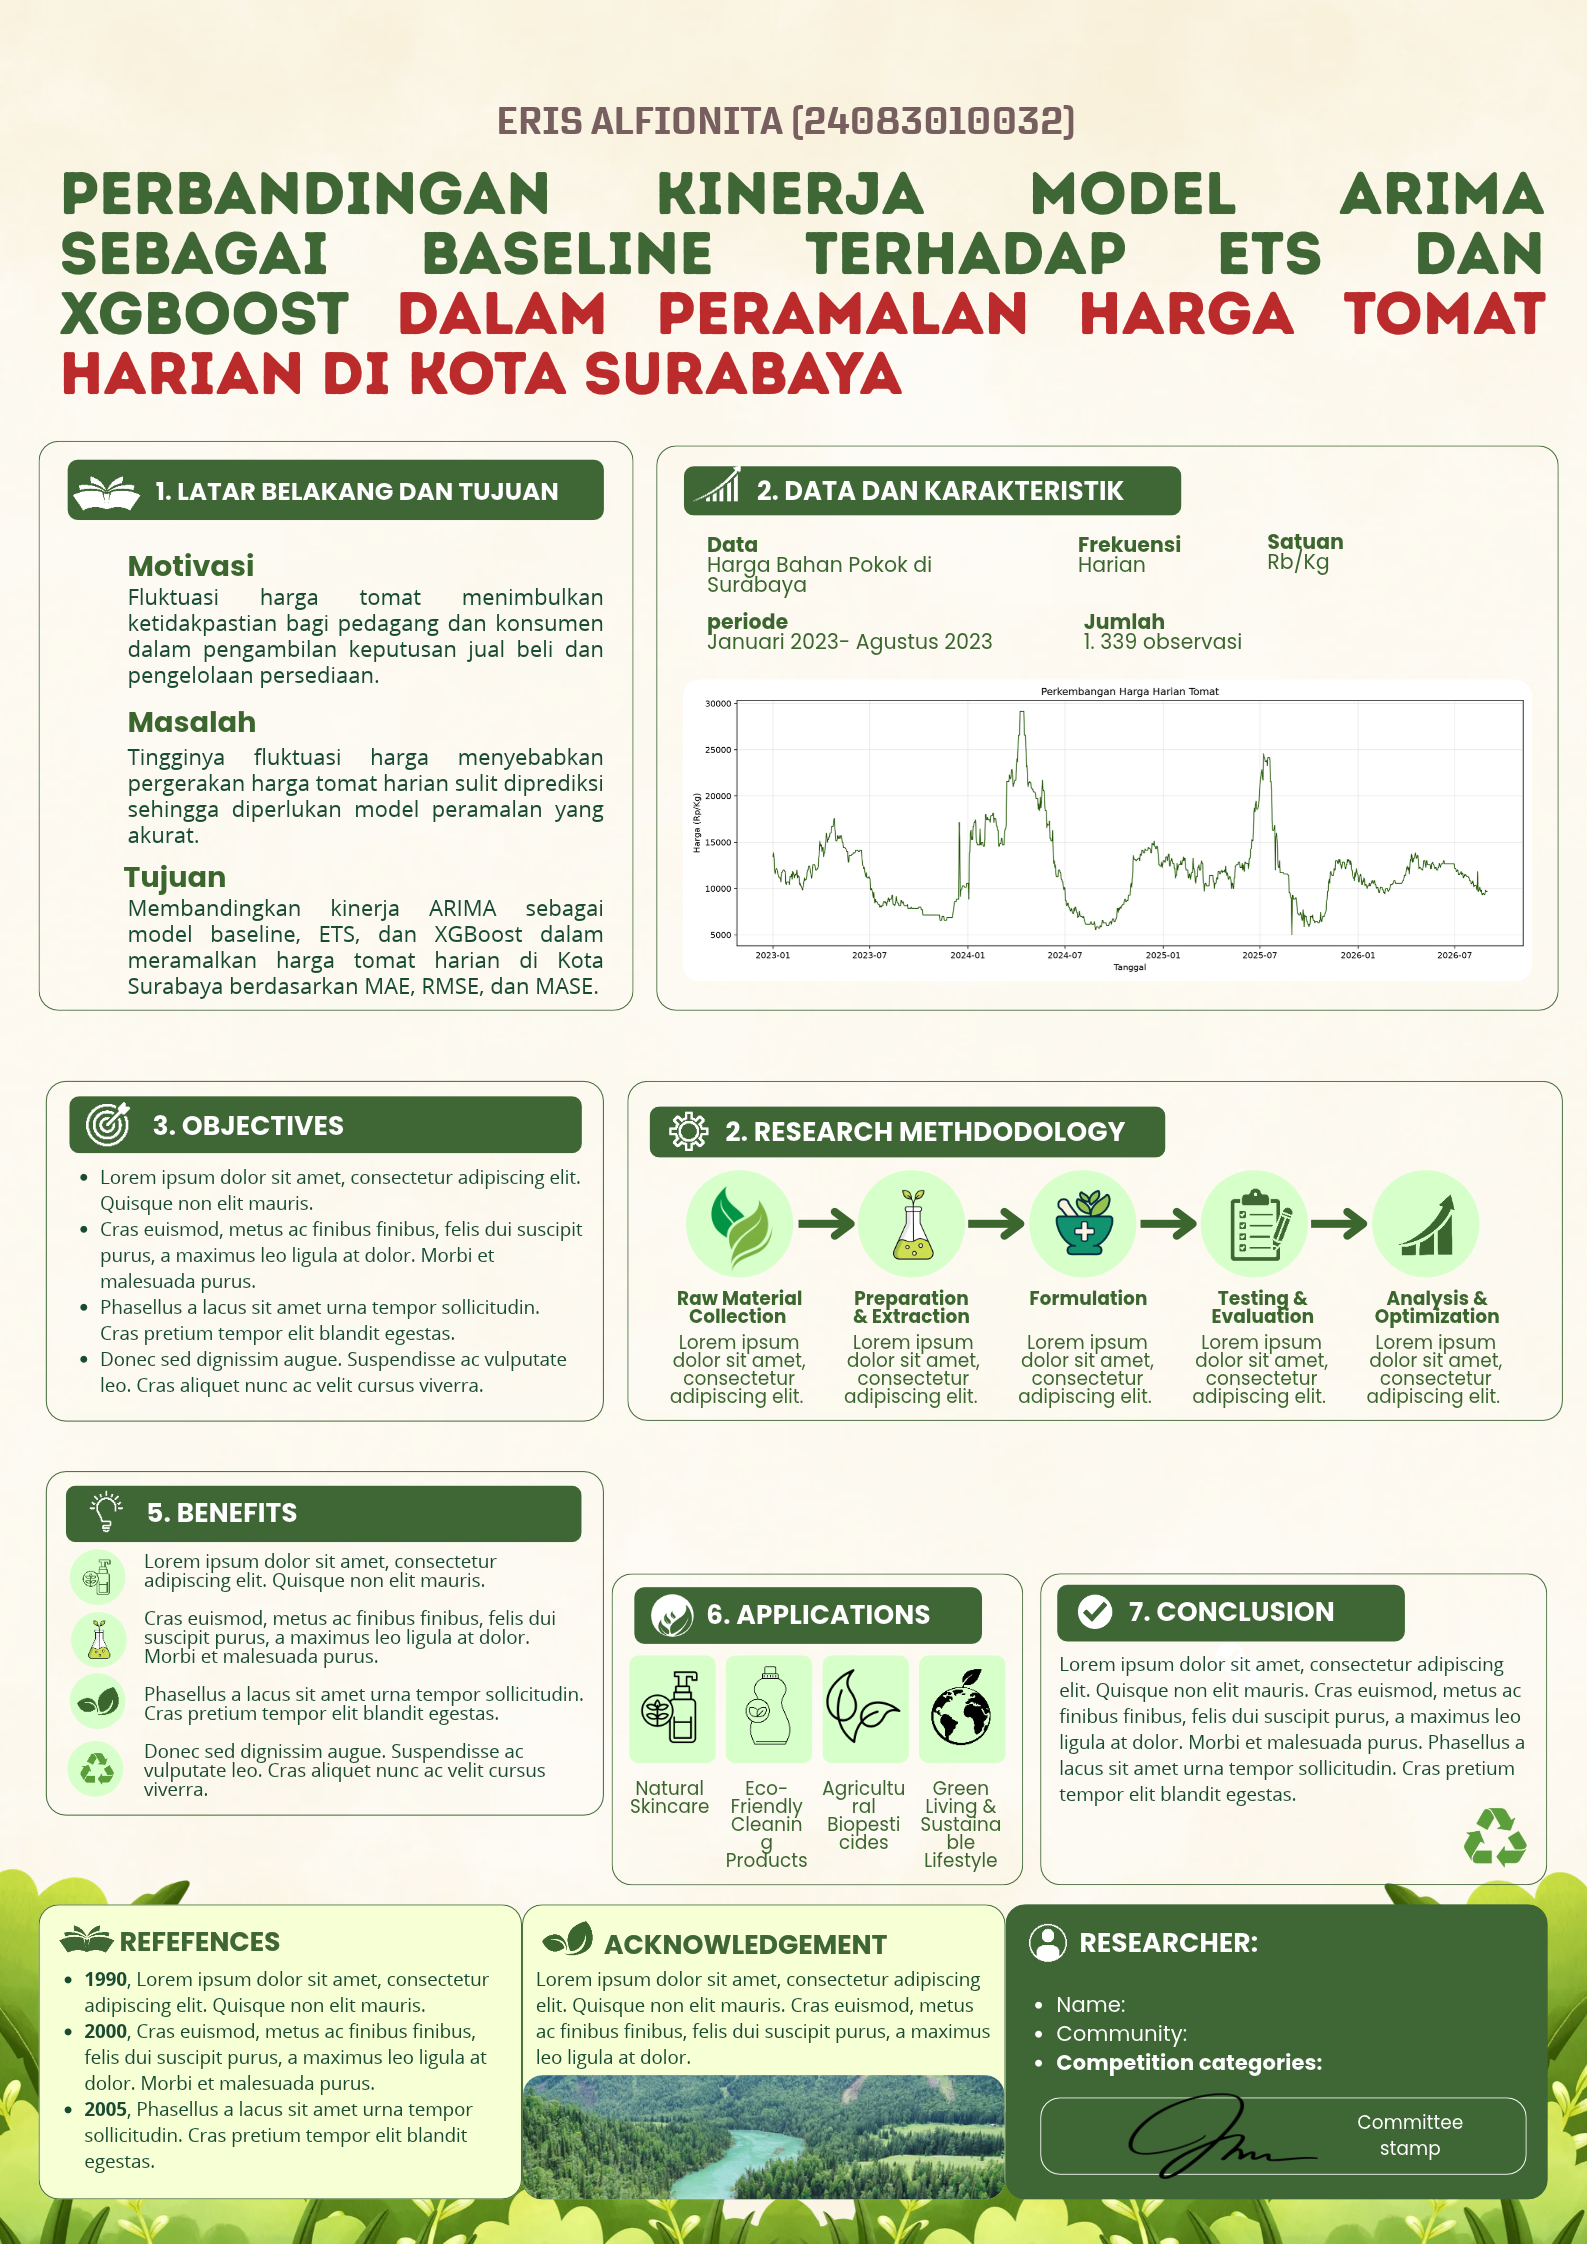 ERIS ALFIONITA (24083010032)
PERBANDINGAN KINERJA MODEL ARIMA
SEBAGAI BASELINE TERHADAP ETS DAN
XGBOOST DALAM PERAMALAN HARGA TOMAT
HARIAN DI KOTA SURABAYA
1. LATAR BELAKANG DAN TUJUAN
Motivasi
Fluktuasi harga tomat menimbulkan
ketidakpastian bagi pedagang dan konsumen
dalam pengambilan keputusan jual beli dan
pengelolaan persediaan.
Masalah
Tingginya fluktuasi harga menyebabkan
pergerakan harga tomat harian sulit diprediksi
sehingga diperlukan model peramalan yang
akurat.
Tujuan
Membandingkan kinerja ARIMA sebagai
model baseline, ETS, dan XGBoost dalam
meramalkan harga tomat harian di Kota
Surabaya berdasarkan MAE, RMSE, dan MASE.
2. DATA DAN KARAKTERISTIK
Data
Harga Bahan Pokok di
Surabaya
Frekuensi
Harian
Satuan
Rb/Kg
periode
Januari 2023- Agustus 2023
Jumlah
1. 339 observasi
Perkembangan Harga Harian Tomat
Harga (Rp/Kg)
30000
25000
20000
15000
10000
5000
2023-01 2023-07 2024-01 2024-07 2025-01 2025-07 2026-01 2026-07
Tanggal
3. OBJECTIVES
• Lorem ipsum dolor sit amet, consectetur adipiscing elit.
Quisque non elit mauris.
• Cras euismod, metus ac finibus finibus, felis dui suscipit
purus, a maximus leo ligula at dolor. Morbi et
malesuada purus.
• Phasellus a lacus sit amet urna tempor sollicitudin.
Cras pretium tempor elit blandit egestas.
• Donec sed dignissim augue. Suspendisse ac vulputate
leo. Cras aliquet nunc ac velit cursus viverra.
2. RESEARCH METHDODOLOGY
Raw Material
Collection
Lorem ipsum
dolor sit amet,
consectetur
adipiscing elit.
Preparation
& Extraction
Lorem ipsum
dolor sit amet,
consectetur
adipiscing elit.
Formulation
Lorem ipsum
dolor sit amet,
consectetur
adipiscing elit.
Testing &
Evaluation
Lorem ipsum
dolor sit amet,
consectetur
adipiscing elit.
Analysis &
Optimization
Lorem ipsum
dolor sit amet,
consectetur
adipiscing elit.
5. BENEFITS
Lorem ipsum dolor sit amet, consectetur
adipiscing elit. Quisque non elit mauris.
Cras euismod, metus ac finibus finibus, felis dui
suscipit purus, a maximus leo ligula at dolor.
Morbi et malesuada purus.
Phasellus a lacus sit amet urna tempor sollicitudin.
Cras pretium tempor elit blandit egestas.
Donec sed dignissim augue. Suspendisse ac
vulputate leo. Cras aliquet nunc ac velit cursus
viverra.
6. APPLICATIONS
Natural
Skincare
Eco-
Friendly
Cleanin
g
Products
Agricultu
ral
Biopesti
cides
Green
Living &
Sustaina
ble
Lifestyle
7. CONCLUSION
Lorem ipsum dolor sit amet, consectetur adipiscing
elit. Quisque non elit mauris. Cras euismod, metus ac
finibus finibus, felis dui suscipit purus, a maximus leo
ligula at dolor. Morbi et malesuada purus. Phasellus a
lacus sit amet urna tempor sollicitudin. Cras pretium
tempor elit blandit egestas.
REFEFENCES
• 1990, Lorem ipsum dolor sit amet, consectetur
adipiscing elit. Quisque non elit mauris.
• 2000, Cras euismod, metus ac finibus finibus,
felis dui suscipit purus, a maximus leo ligula at
dolor. Morbi et malesuada purus.
• 2005, Phasellus a lacus sit amet urna tempor
sollicitudin. Cras pretium tempor elit blandit
egestas.
ACKNOWLEDGEMENT
Lorem ipsum dolor sit amet, consectetur adipiscing
elit. Quisque non elit mauris. Cras euismod, metus
ac finibus finibus, felis dui suscipit purus, a maximus
leo ligula at dolor.
RESEARCHER:
• Name:
• Community:
• Competition categories:
Committee
stamp